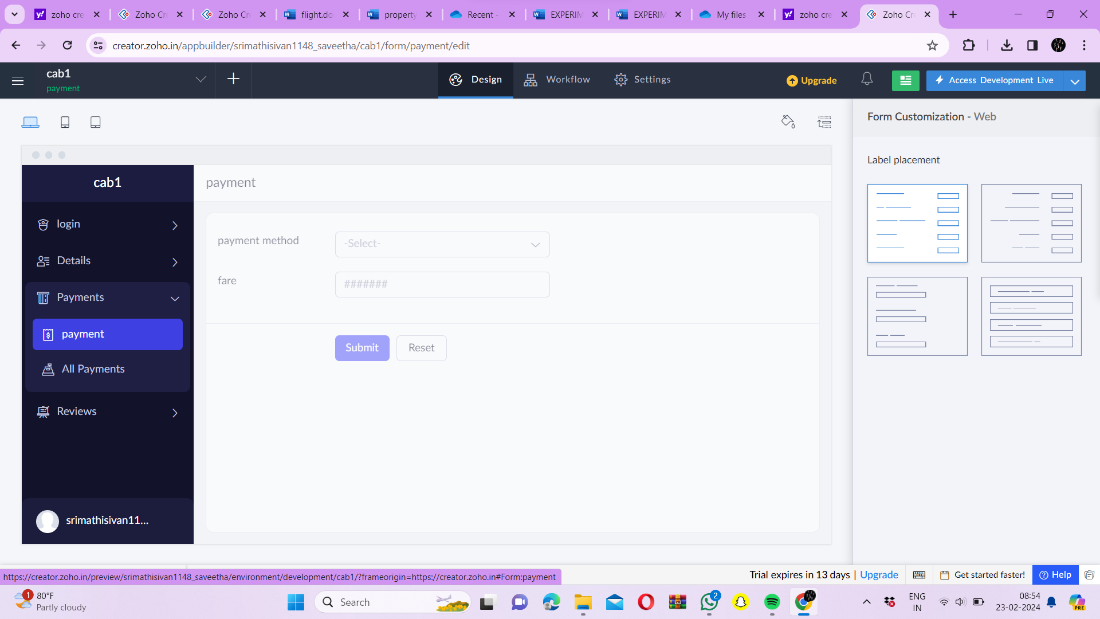 zoho cre
Zoho Cr
Zoho Cr
flight.do
property
Recent -
EXPERIM
EXPERIM
My files
zoho cre
Zoho Cr
creator.zoho.in/appbuilder/srimathisivan1148_saveetha/cab1/form/payment/edit
cab1
payment
Design
Workflow
Settings
Upgrade
Access Development Live
Form Customization - Web
Label placement
cab1
login
Details
Payments
payment
All Payments
Reviews
srimathisivan11...
payment
payment method
-Select-
fare
#######
Submit
Reset
https://creator.zoho.in/preview/srimathisivan1148_saveetha/environment/development/cab1/?frameorigin=https://creator.zoho.in#Form:payment
Trial expires in 13 days | Upgrade
Get started faster!
Help
1
80°F
Partly cloudy
Search
2
ENG
IN
08:54
23-02-2024
PRE